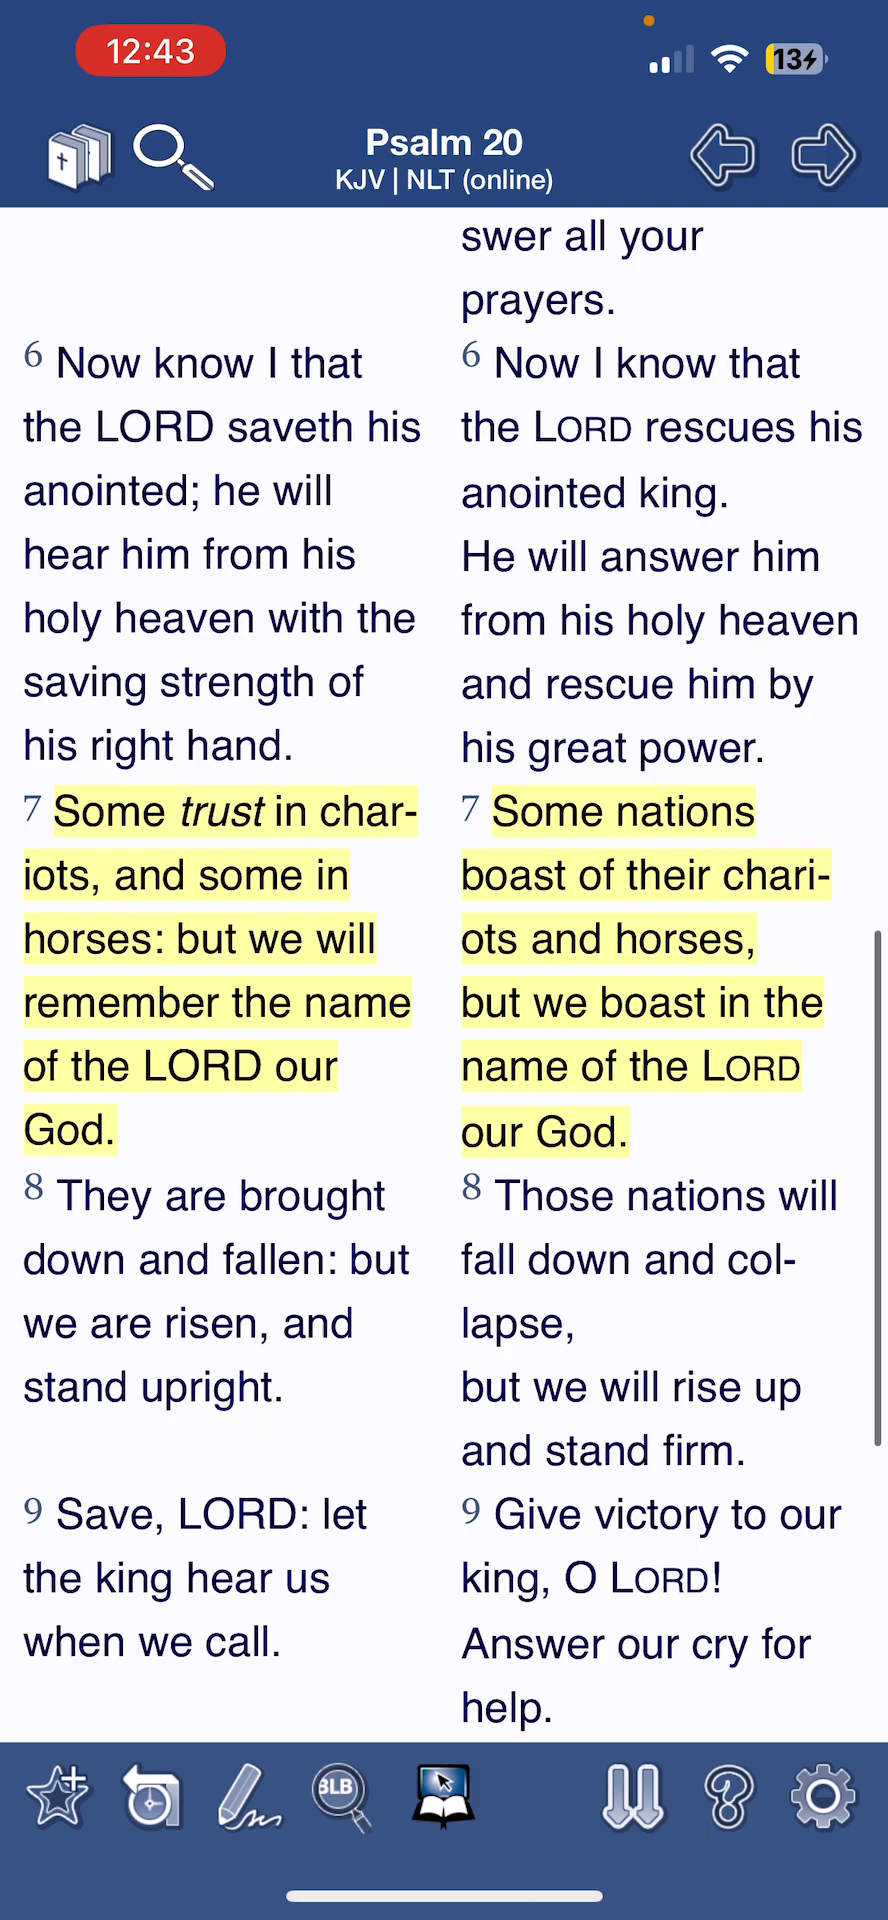 12:43
13
Psalm 20
KJV | NLT (online)
swer all your
prayers.
6 Now know I that
the LORD saveth his
anointed; he will
hear him from his
holy heaven with the
saving strength of
his right hand.
7 Some trust in char-
iots, and some in
horses: but we will
remember the name
of the LORD our
God.
8 They are brought
down and fallen: but
we are risen, and
stand upright.
9 Save, LORD: let
the king hear us
when we call.
6 Now I know that
the LORD rescues his
anointed king.
He will answer him
from his holy heaven
and rescue him by
his great power.
7 Some nations
boast of their chari-
ots and horses,
but we boast in the
name of the LORD
our God.
8 Those nations will
fall down and col-
lapse,
but we will rise up
and stand firm.
9 Give victory to our
king, O LORD!
Answer our cry for
help.
BLB